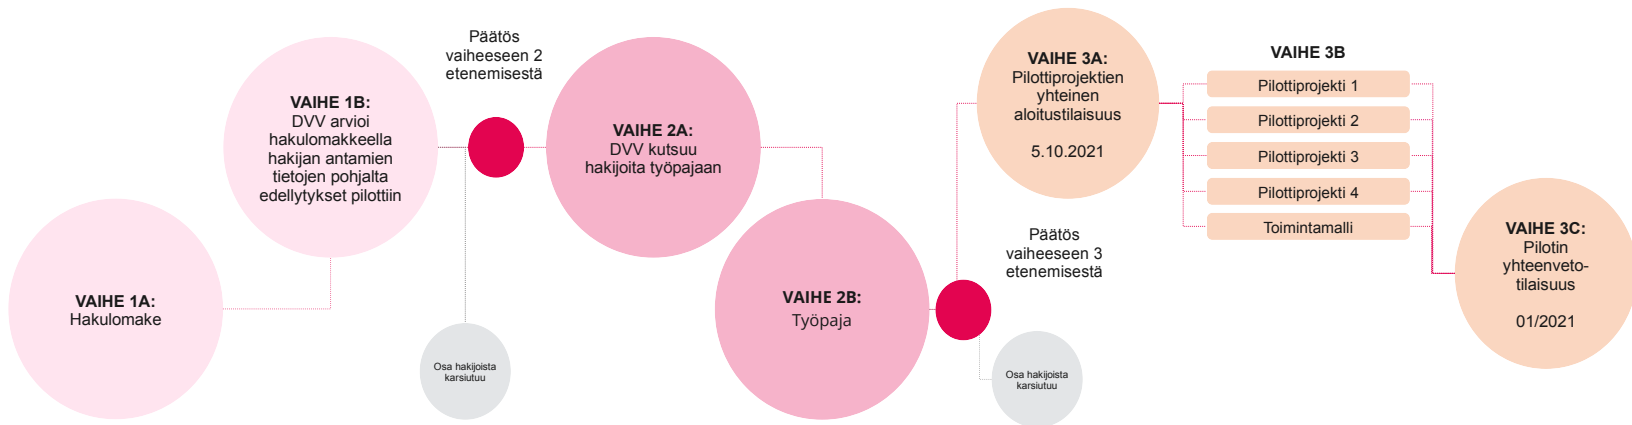 VAIHE 1A:
Hakulomake
VAIHE 1B:
DVV arvioi
hakulomakkeella
hakijan antamien
tietojen pohjalta
edellytykset pilottiin
Päätös
vaiheeseen 2
etenemisestä
Osa hakijoista
karsiutuu
VAIHE 2A:
DVV kutsuu
hakijoita työpajaan
VAIHE 2B:
Työpaja
Päätös
vaiheeseen 3
etenemisestä
Osa hakijoista
karsiutuu
VAIHE 3A:
Pilottiprojektien
yhteinen
aloitustilaisuus
5.10.2021
VAIHE 3B
Pilottiprojekti 1
Pilottiprojekti 2
Pilottiprojekti 3
Pilottiprojekti 4
Toimintamalli
VAIHE 3C:
Pilotin
yhteenveto-
tilaisuus
01/2021